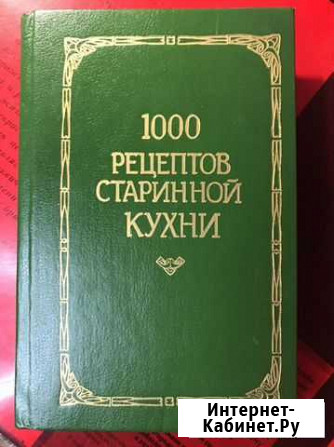 1000
РЕЦЕПТОВ
СТАРИННОЙ
КУХНИ
Интернет-
Кабинет.Ру